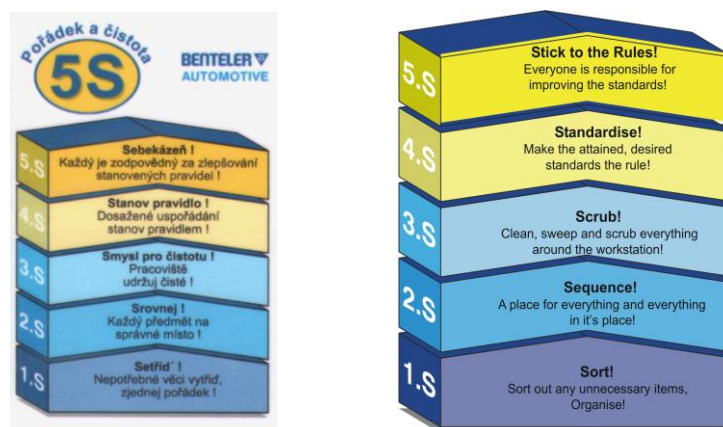 Pořádek a čistota
5S
BENTELER
AUTOMOTIVE
5.S
Sebekázeň !
Každý je zodpovědný za zlepšování
stanovených pravidel !
4.S
Stanov pravidlo !
Dosažené uspořádání
stanov pravidlem !
3.S
Smysl pro čistotu !
Pracoviště
udržuj čisté !
2.S
Srovnej !
Každý předmět na
správné místo !
1.S
Setřiď !
Nepotřebné věci vytřiď,
zjednej pořádek !
5.S
Stick to the Rules!
Everyone is responsible for
improving the standards!
4.S
Standardise!
Make the attained, desired
standards the rule!
3.S
Scrub!
Clean, sweep and scrub everything
around the workstation!
2.S
Sequence!
A place for everything and everything
in it's place!
1.S
Sort!
Sort out any unnecessary items,
Organise!